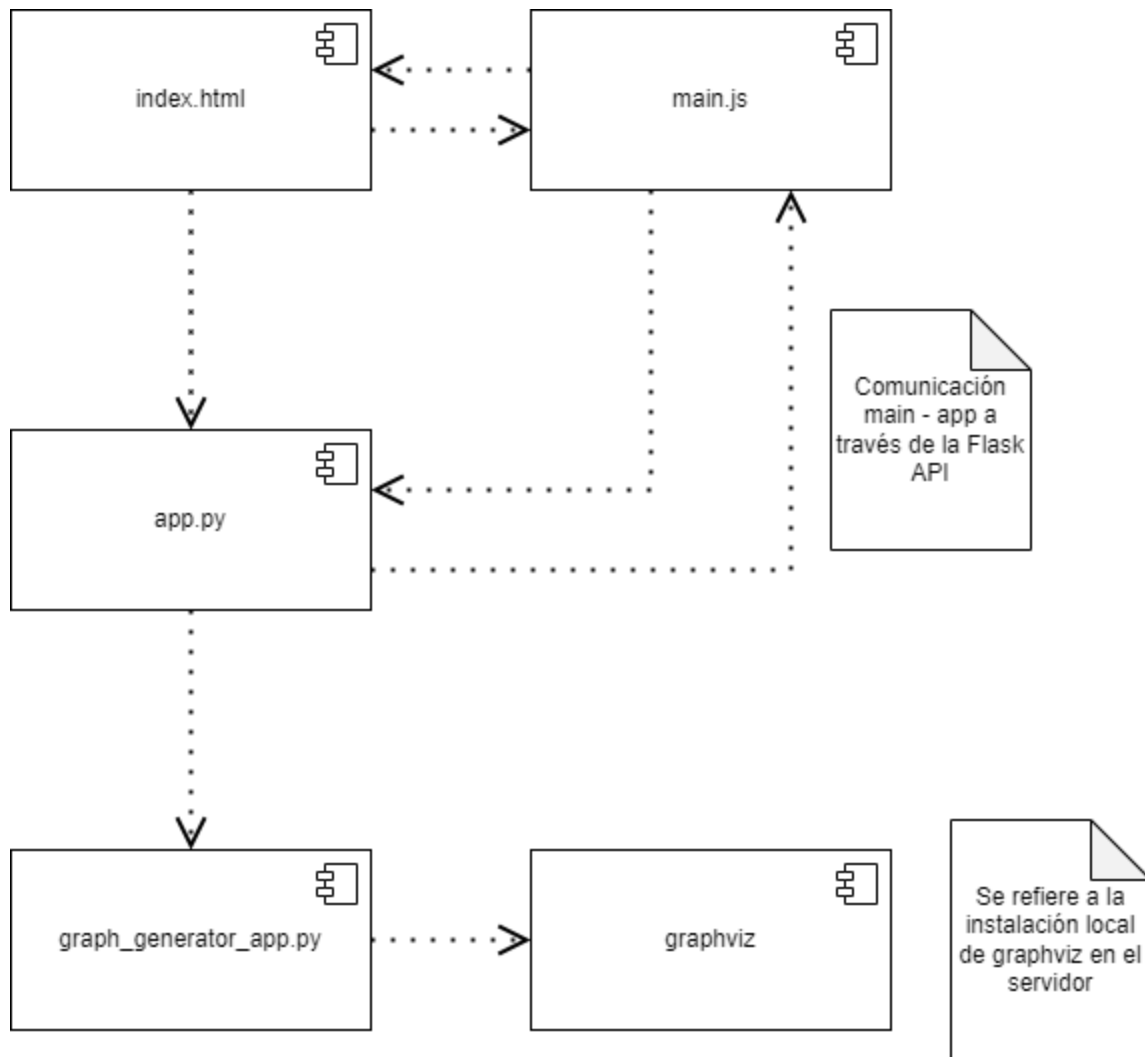 index.html
main.js
Comunicación
main - app a
través de la Flask
API
app.py
graph_generator_app.py
graphviz
Se refiere a la
instalación local
de graphviz en el
servidor